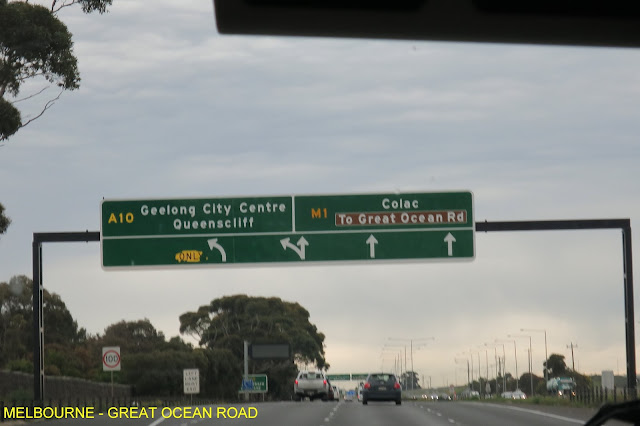 A10
Geelong City Centre
Queenscliff
ONLY
M1
Colac
To Great Ocean Rd
100
MELBOURNE - GREAT OCEAN ROAD